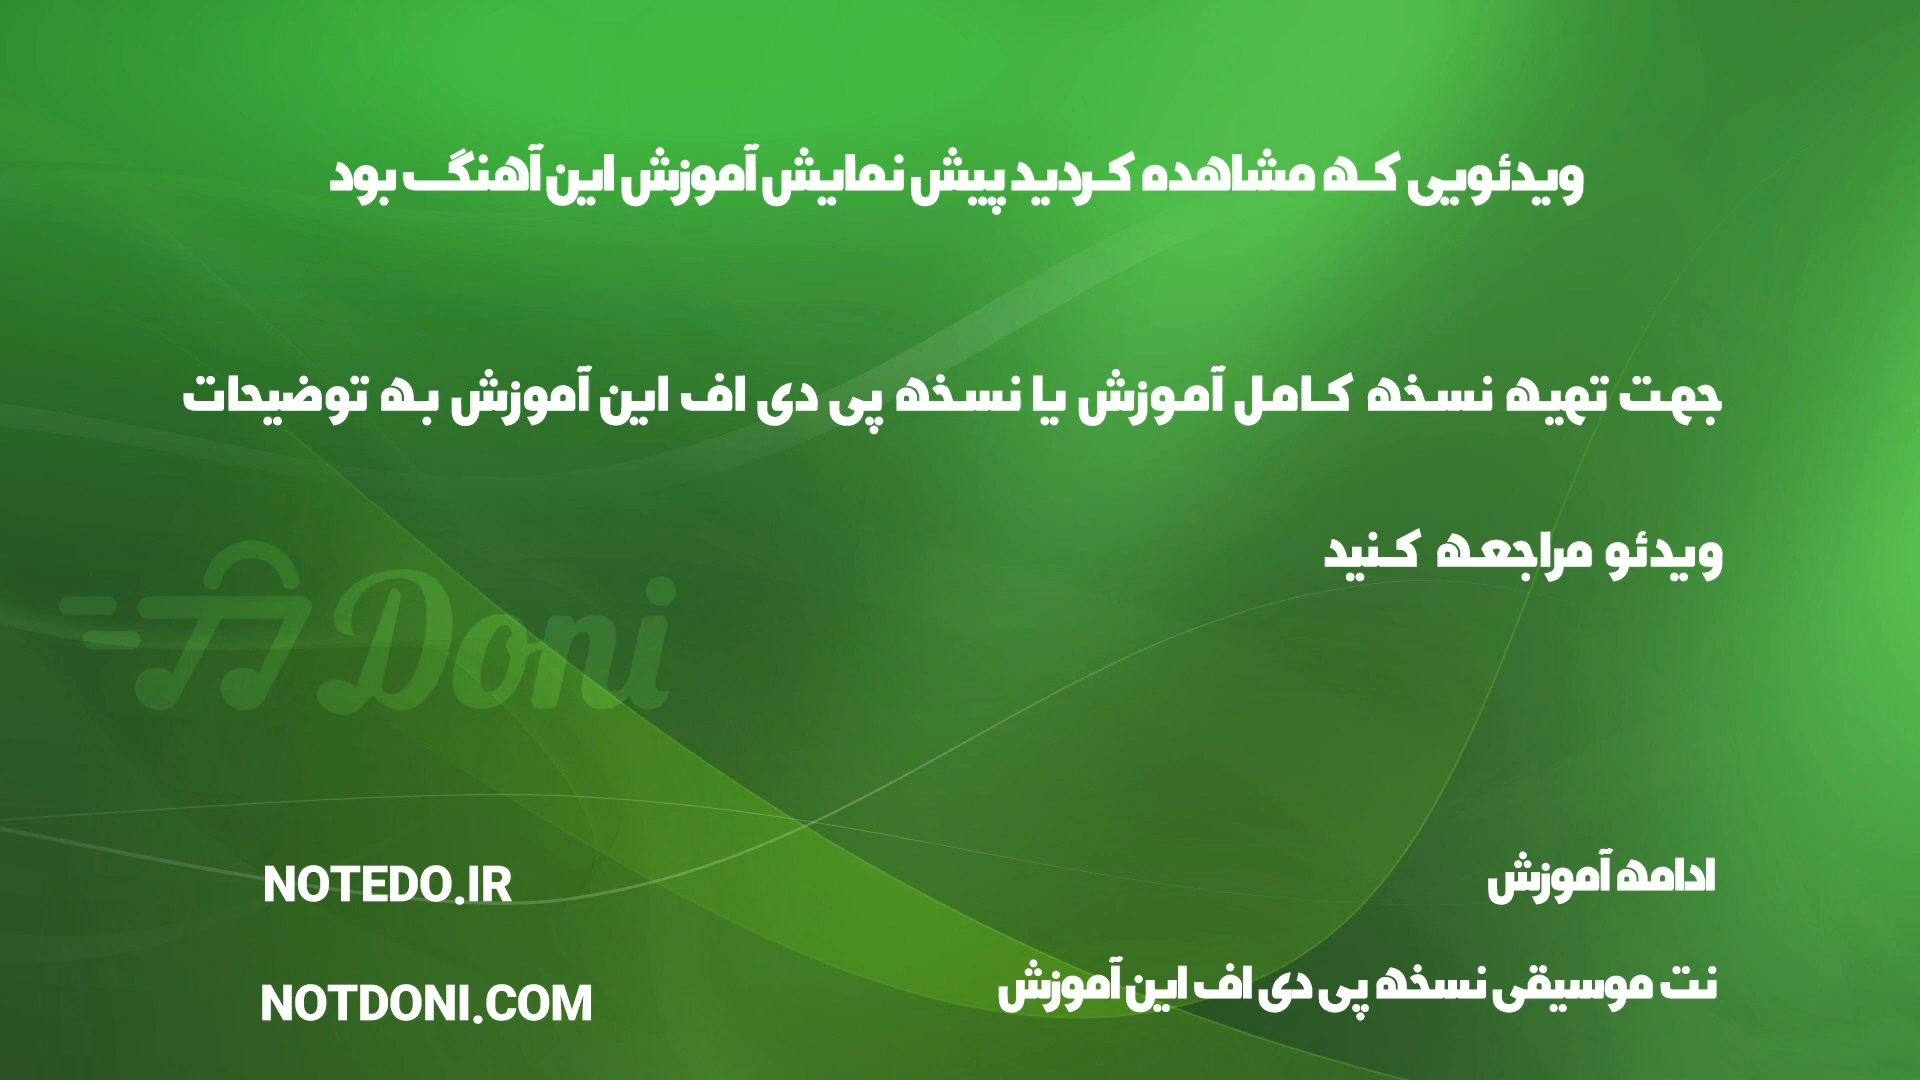 ویدئویی که مشاهده کردید پیش نمایش آموزش این آهنگ بود
جهت تهیه نسخه کامل آموزش یا نسخه پی دی اف این آموزش به توضیحات
ویدئو مراجعه کنید
Doni
ادامه آموزش
NOTEDO.IR
نت موسیقی نسخه پی دی اف این آموزش
NOTDONI.COM